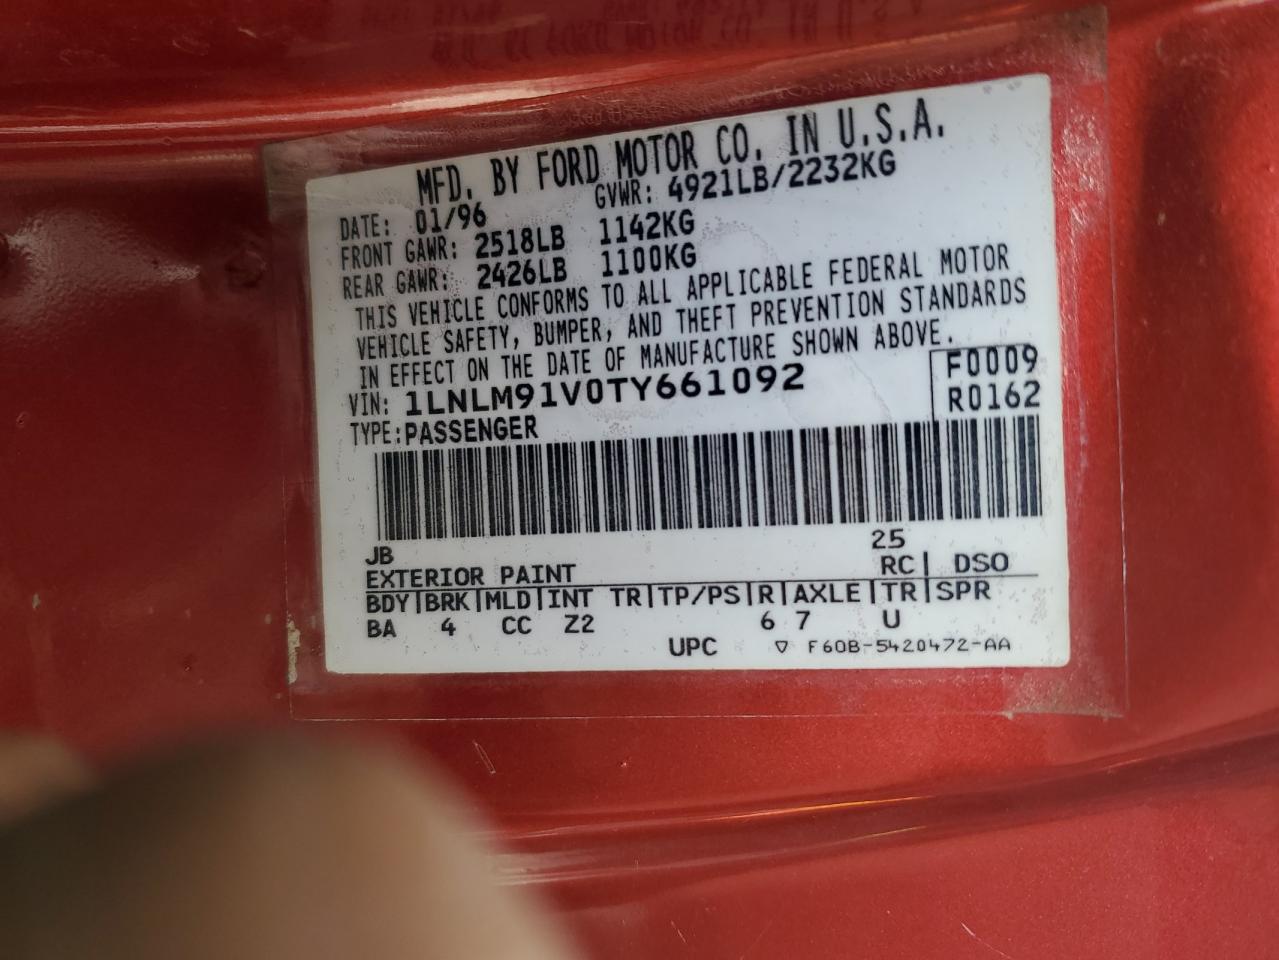 MFD. BY FORD MOTOR CO. IN U.S.A.
DATE: 01/96 GVWR: 4921LB/2232KG
FRONT GAWR: 2518LB 1142KG
REAR GAWR: 2426LB 1100KG
THIS VEHICLE CONFORMS TO ALL APPLICABLE FEDERAL MOTOR
VEHICLE SAFETY, BUMPER, AND THEFT PREVENTION STANDARDS
IN EFFECT ON THE DATE OF MANUFACTURE SHOWN ABOVE.
VIN: 1LNLM91V0TY661092 F0009
TYPE: PASSENGER R0162
JB 25
EXTERIOR PAINT RC| DSO
BDY|BRK|MLD|INT TR|TP/PS|R|AXLE|TR|SPR
BA 4 CC Z2 6 7 U
UPC ▽ F60B-5420472-AA